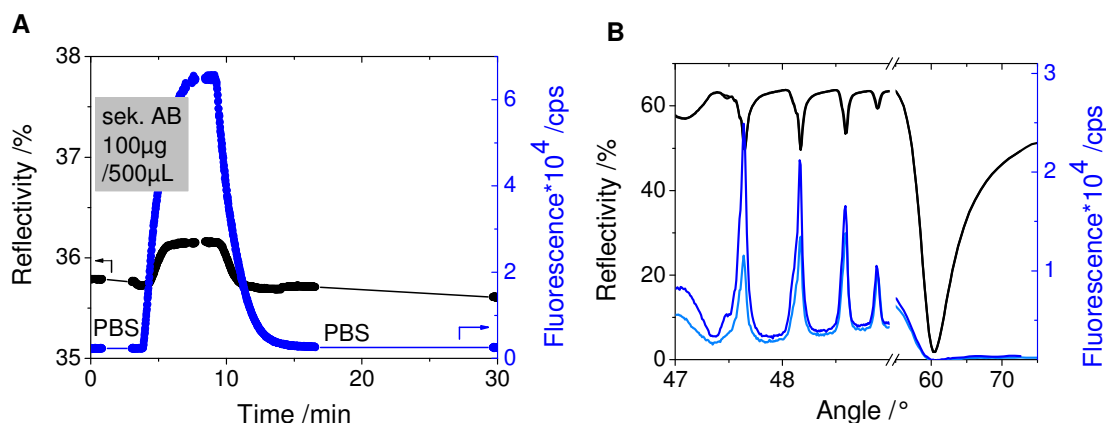 A
38
37
36
35
Reflectivity /%
sek. AB
100µg
/500µL
PBS
PBS
0
10
20
30
Time /min
6
4
2
0
Fluorescence*10^4 /cps
B
60
40
20
0
Reflectivity /%
47
48
60
70
Angle /°
3
2
1
Fluorescence*10^4 /cps